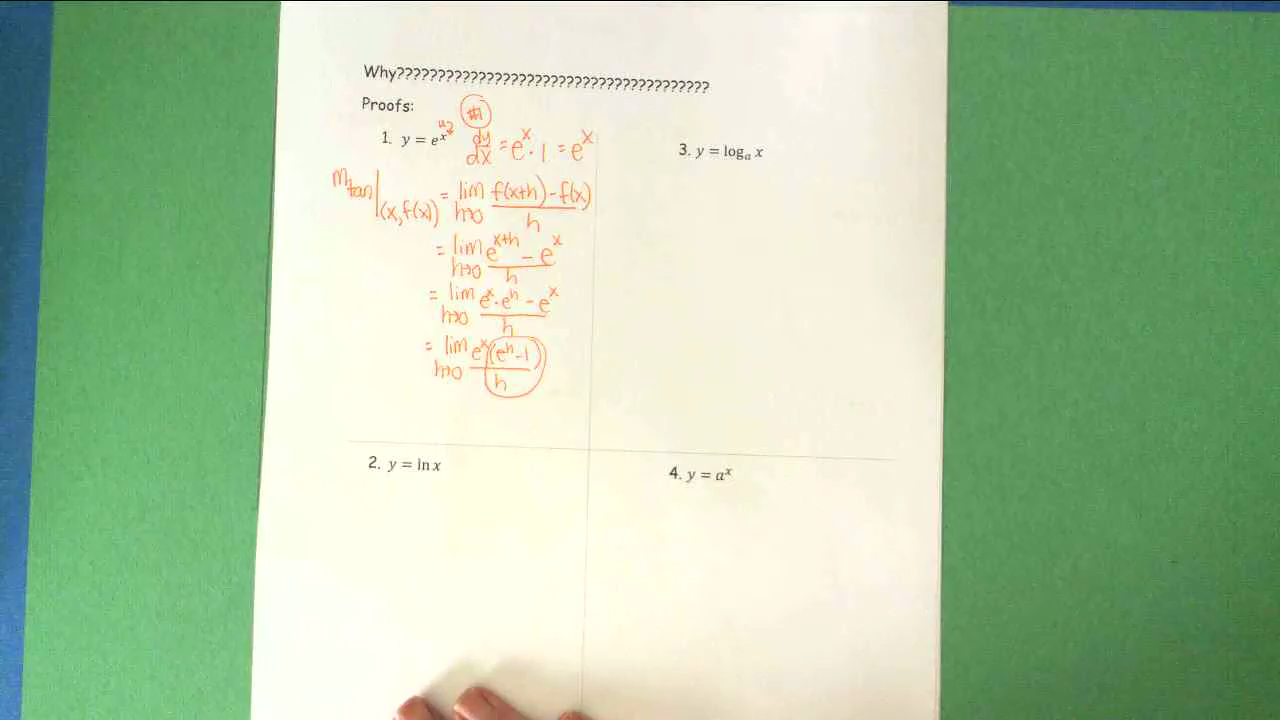 Why??????????????????????????????????????
Proofs:
#1
1. y = e^x dy/dx = e^x · 1 = e^x
m_tan|(x, f(x)) = lim h→0 f(x+h) - f(x) / h
= lim h→0 e^x+h - e^x / h
= lim h→0 e^x · e^h - e^x / h
= lim h→0 e^x (e^h - 1) / h
2. y = ln x
3. y = log_a x
4. y = a^x